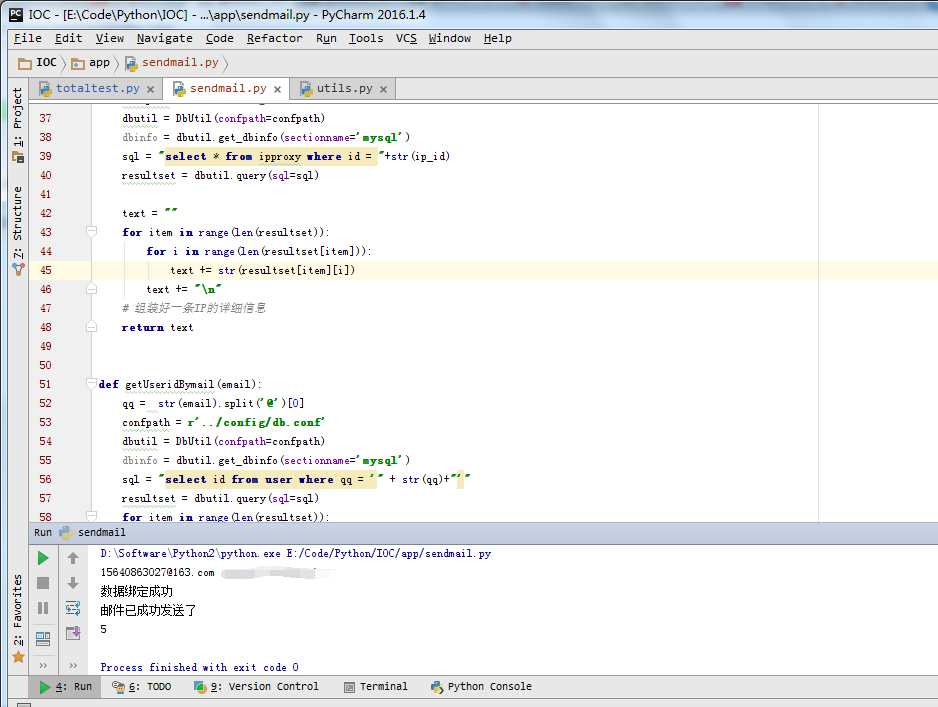 IOC - [E:\Code\Python\IOC] - ...\app\sendmail.py - PyCharm 2016.1.4
File Edit View Navigate Code Refactor Run Tools VCS Window Help
IOC app sendmail.py
totaltest.py sendmail.py utils.py
1: Project
Z: Structure
2: Favorites
37 dbutil = DbUtil(confpath=confpath)
38 dbinfo = dbutil.get_dbinfo(sectionname='mysql')
39 sql = "select * from ipproxy where id = "+str(ip_id)
40 resultset = dbutil.query(sql=sql)
41
42 text = ""
43 for item in range(len(resultset)):
44 for i in range(len(resultset[item])):
45 text += str(resultset[item][i])
46 text += "\n"
47 # 组装好一条IP的详细信息
48 return text
49
50
51 def getUseridBymail(email):
52 qq = str(email).split('@')[0]
53 confpath = r'../config/db.conf'
54 dbutil = DbUtil(confpath=confpath)
55 dbinfo = dbutil.get_dbinfo(sectionname='mysql')
56 sql = "select id from user where qq = '" + str(qq)+"'"
57 resultset = dbutil.query(sql=sql)
58 for item in range(len(resultset)):
Run sendmail
D:\Software\Python2\python.exe E:/Code/Python/IOC/app/sendmail.py
15640863027@163.com
数据绑定成功
邮件已成功发送了
5
Process finished with exit code 0
4: Run 6: TODO 9: Version Control Terminal Python Console